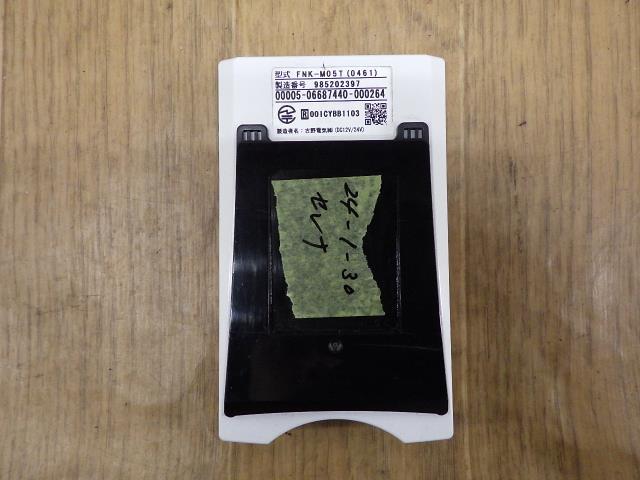 型式 FNK-M05T(0461)
製造番号 985202397
00005-06687440-000264
R 001CYBB1103
製造者名:古野電気㈱(DC12V/24V)
24-1-30
セレナ